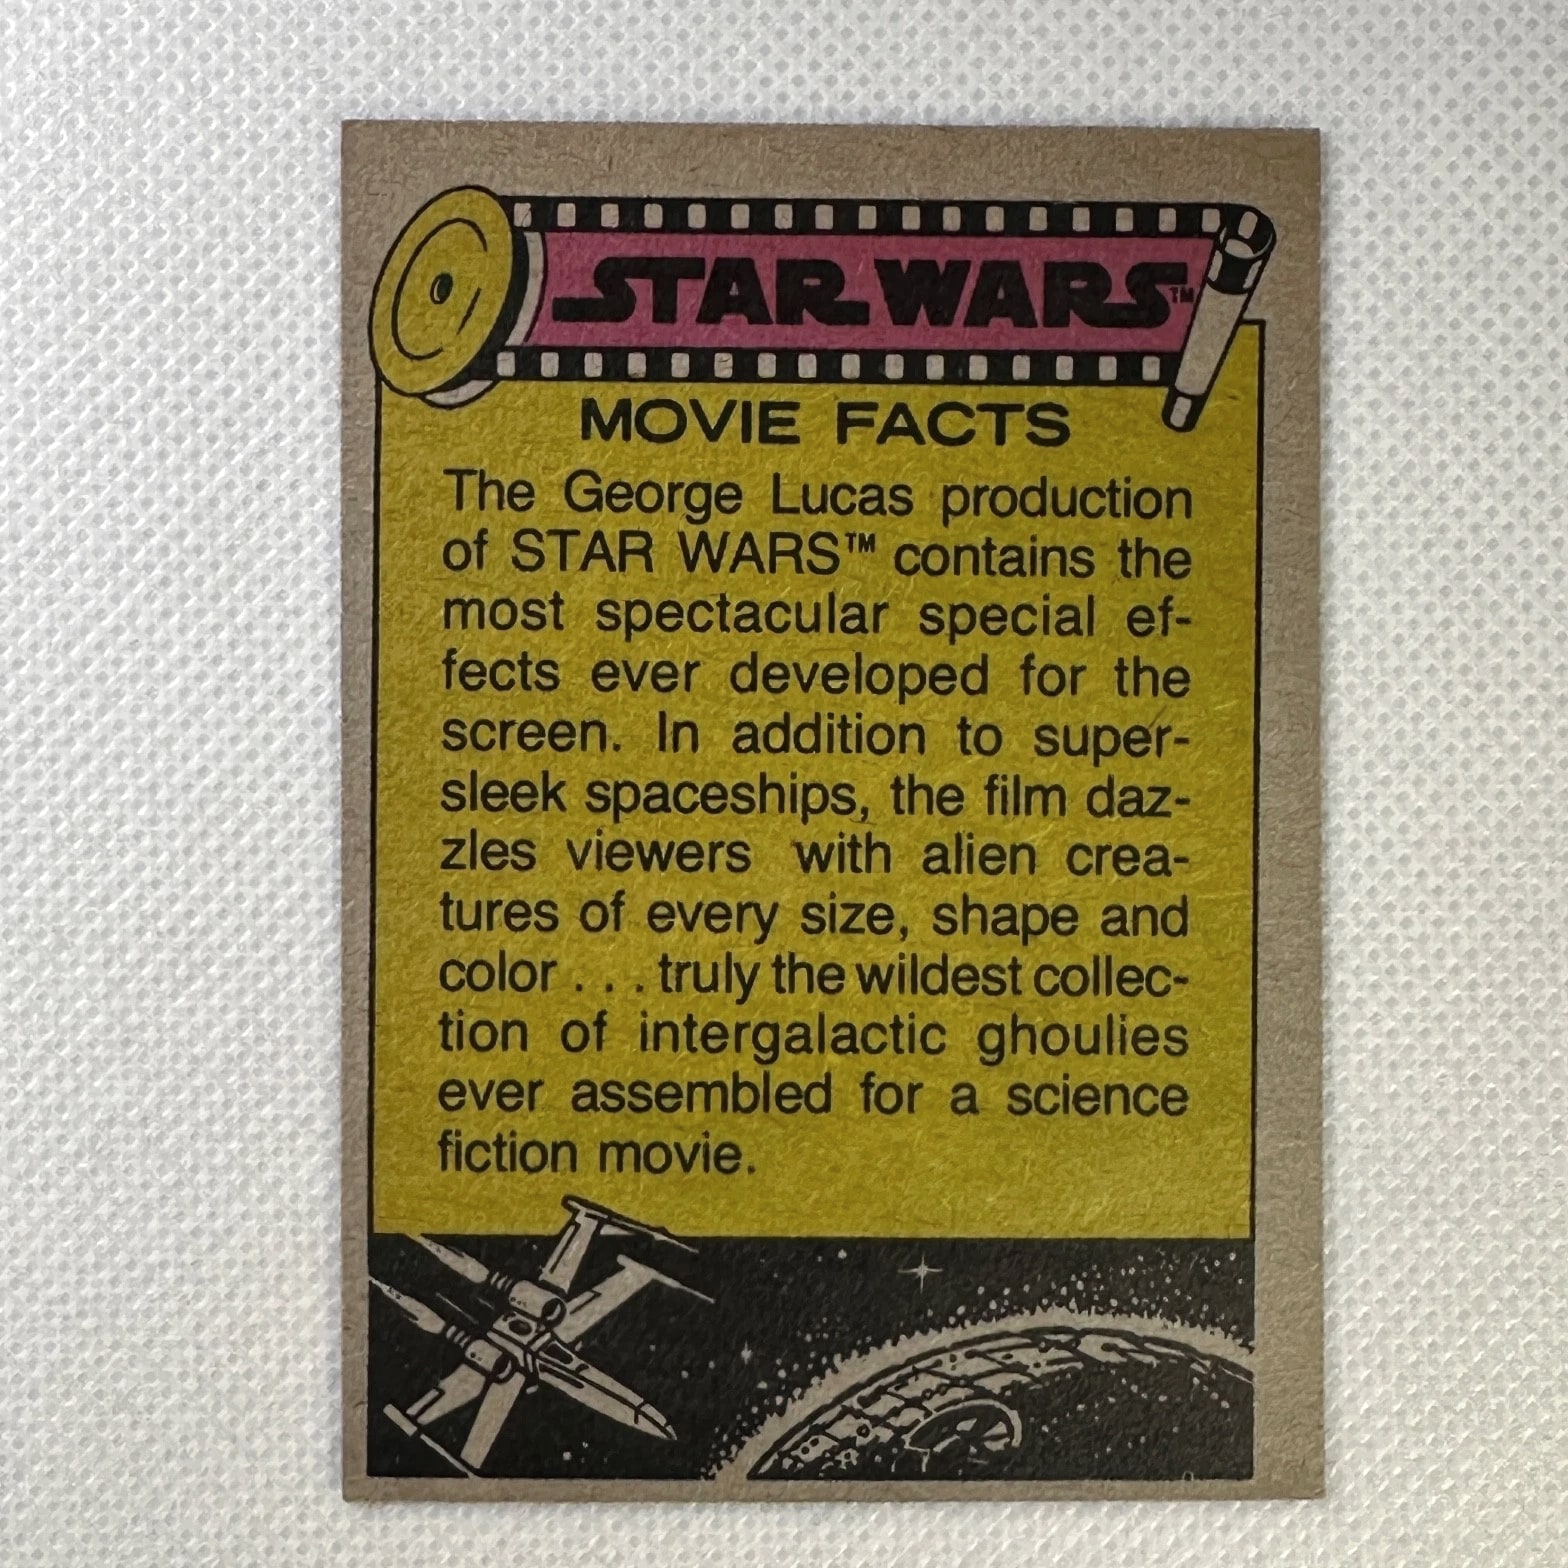 STAR WARS™
MOVIE FACTS
The George Lucas production
of STAR WARS™ contains the
most spectacular special ef-
fects ever developed for the
screen. In addition to super-
sleek spaceships, the film daz-
zles viewers with alien crea-
tures of every size, shape and
color . . . truly the wildest collec-
tion of intergalactic ghoulies
ever assembled for a science
fiction movie.